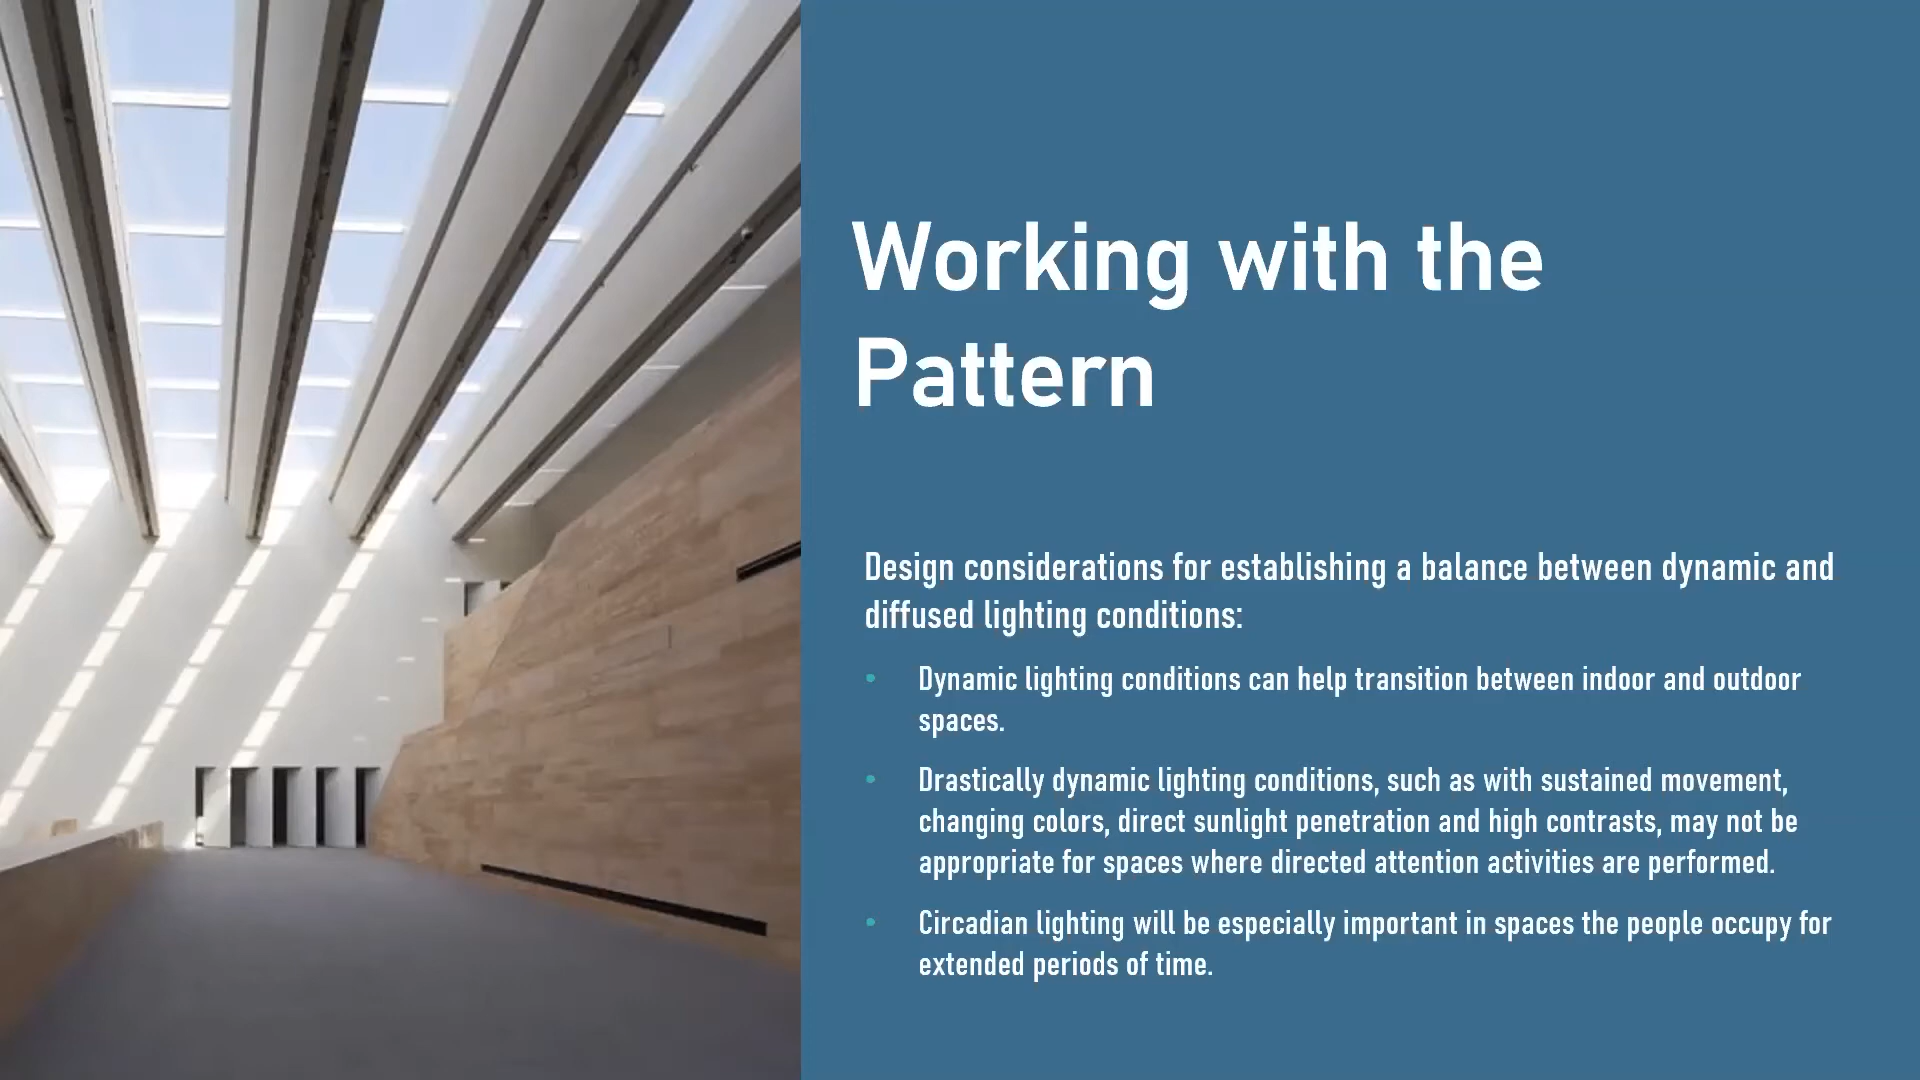 Working with the
Pattern
Design considerations for establishing a balance between dynamic and
diffused lighting conditions:
• Dynamic lighting conditions can help transition between indoor and outdoor
spaces.
• Drastically dynamic lighting conditions, such as with sustained movement,
changing colors, direct sunlight penetration and high contrasts, may not be
appropriate for spaces where directed attention activities are performed.
• Circadian lighting will be especially important in spaces the people occupy for
extended periods of time.